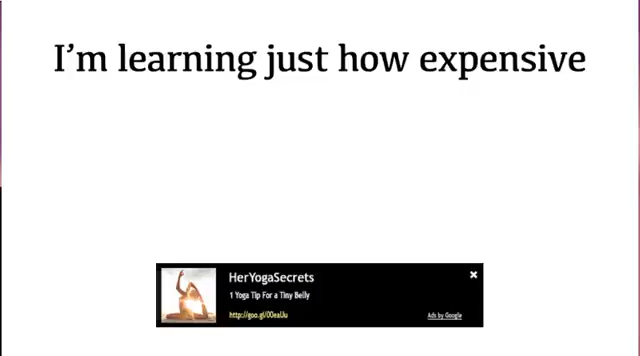 I’m learning just how expensive
HerYogaSecrets
1 Yoga Tip For a Tiny Belly
http://goo.gl/00eaUu
Ads by Google